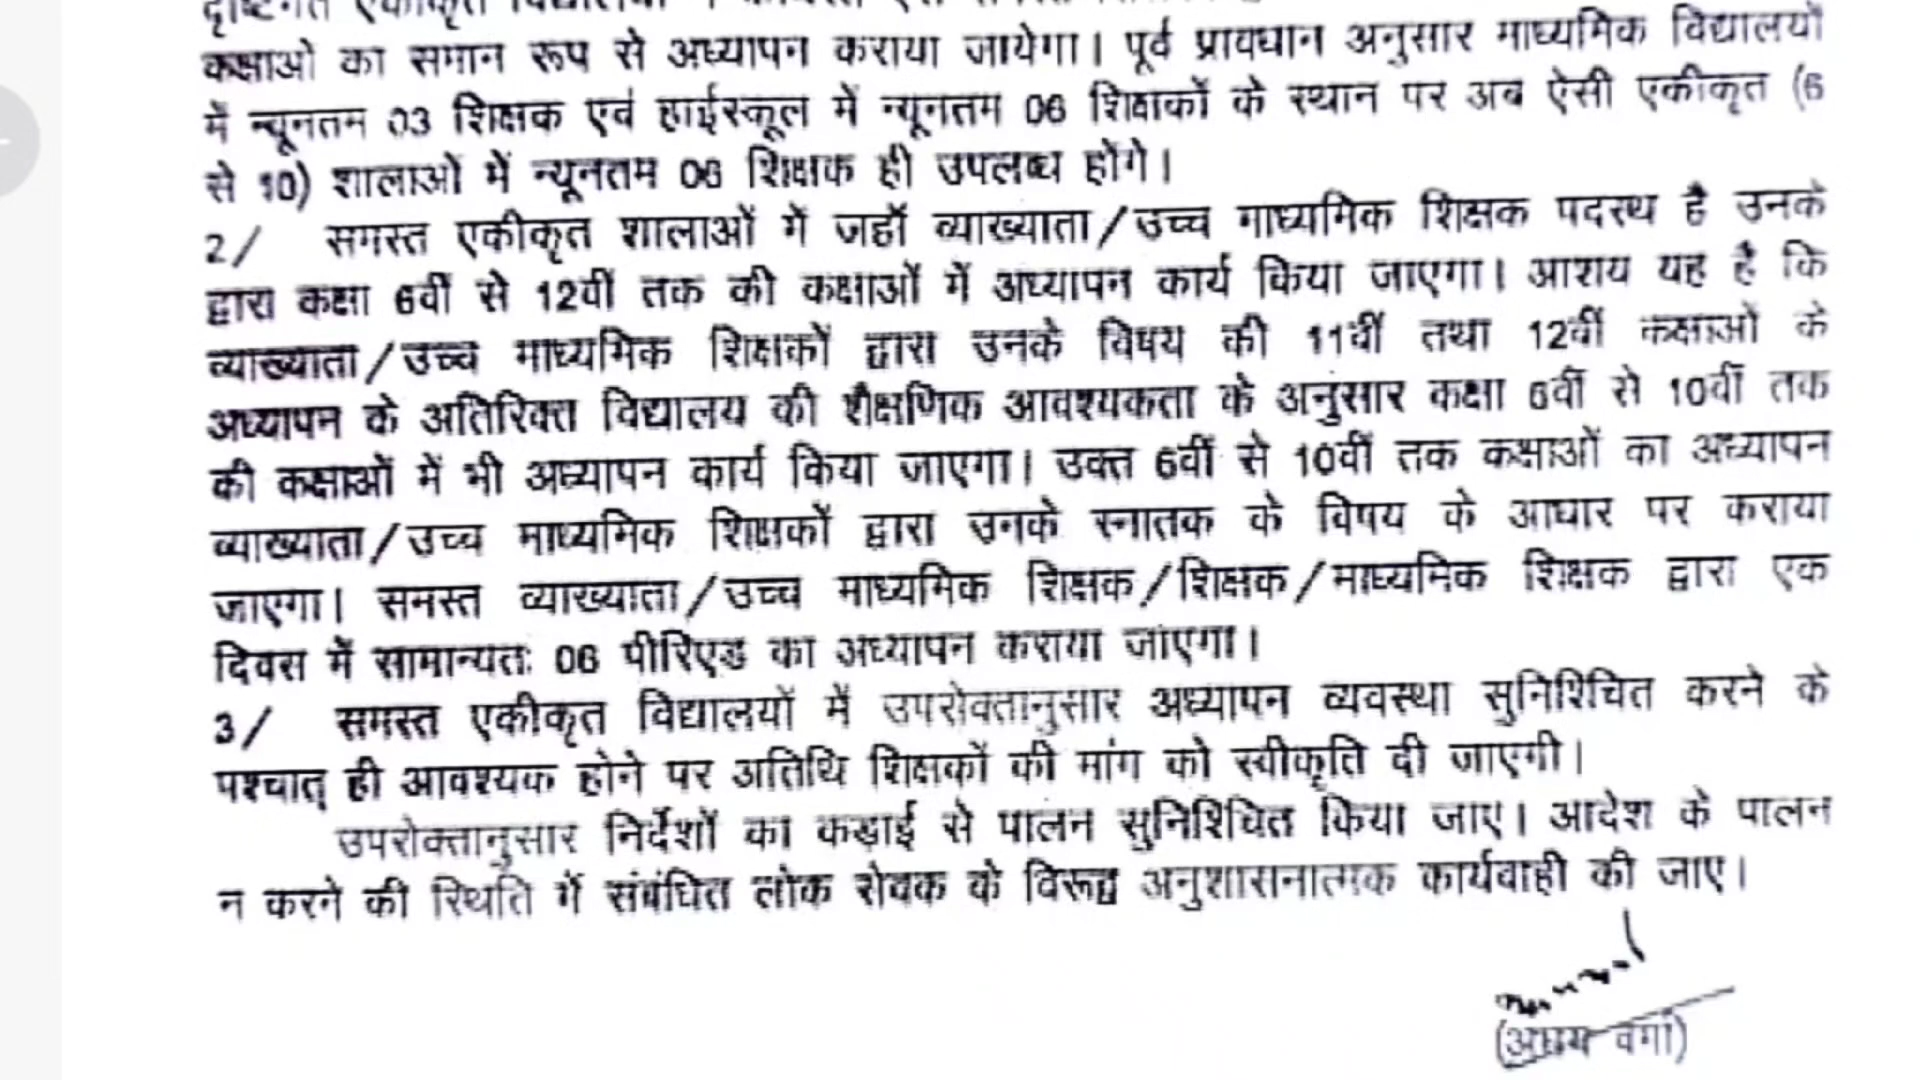 दृष्टिगत एकीकृत विद्यालयों में
कक्षाओं का समान रूप से अध्यापन कराया जायेगा। पूर्व प्रावधान अनुसार माध्यमिक विद्यालयों
में न्यूनतम 03 शिक्षक एवं हाईस्कूल में न्यूनतम 06 शिक्षकों के स्थान पर अब ऐसी एकीकृत (6
से 10) शालाओं में न्यूनतम 06 शिक्षक ही उपलब्ध होंगे।
2/ समस्त एकीकृत शालाओं में जहाँ व्याख्याता/उच्च माध्यमिक शिक्षक पदस्थ है उनके
द्वारा कक्षा 6वीं से 12वीं तक की कक्षाओं में अध्यापन कार्य किया जाएगा। आशय यह है कि
व्याख्याता/उच्च माध्यमिक शिक्षकों द्वारा उनके विषय की 11वीं तथा 12वीं कक्षाओं के
अध्यापन के अतिरिक्त विद्यालय की शैक्षणिक आवश्यकता के अनुसार कक्षा 6वीं से 10वीं तक
की कक्षाओं में भी अध्यापन कार्य किया जाएगा। उक्त 6वीं से 10वीं तक कक्षाओं का अध्यापन
व्याख्याता/उच्च माध्यमिक शिक्षकों द्वारा उनके स्नातक के विषय के आधार पर कराया
जाएगा। समस्त व्याख्याता/उच्च माध्यमिक शिक्षक/शिक्षक/माध्यमिक शिक्षक द्वारा एक
दिवस में सामान्यतः 06 पीरिएड का अध्यापन कराया जाएगा।
3/ समस्त एकीकृत विद्यालयों में उपरोक्तानुसार अध्यापन व्यवस्था सुनिश्चित करने के
पश्चात् ही आवश्यक होने पर अतिथि शिक्षकों की मांग को स्वीकृति दी जाएगी।
उपरोक्तानुसार निर्देशों का कड़ाई से पालन सुनिश्चित किया जाए। आदेश के पालन
न करने की स्थिति में संबंधित लोक सेवक के विरूद्ध अनुशासनात्मक कार्यवाही की जाए।
(अभय वर्मा)